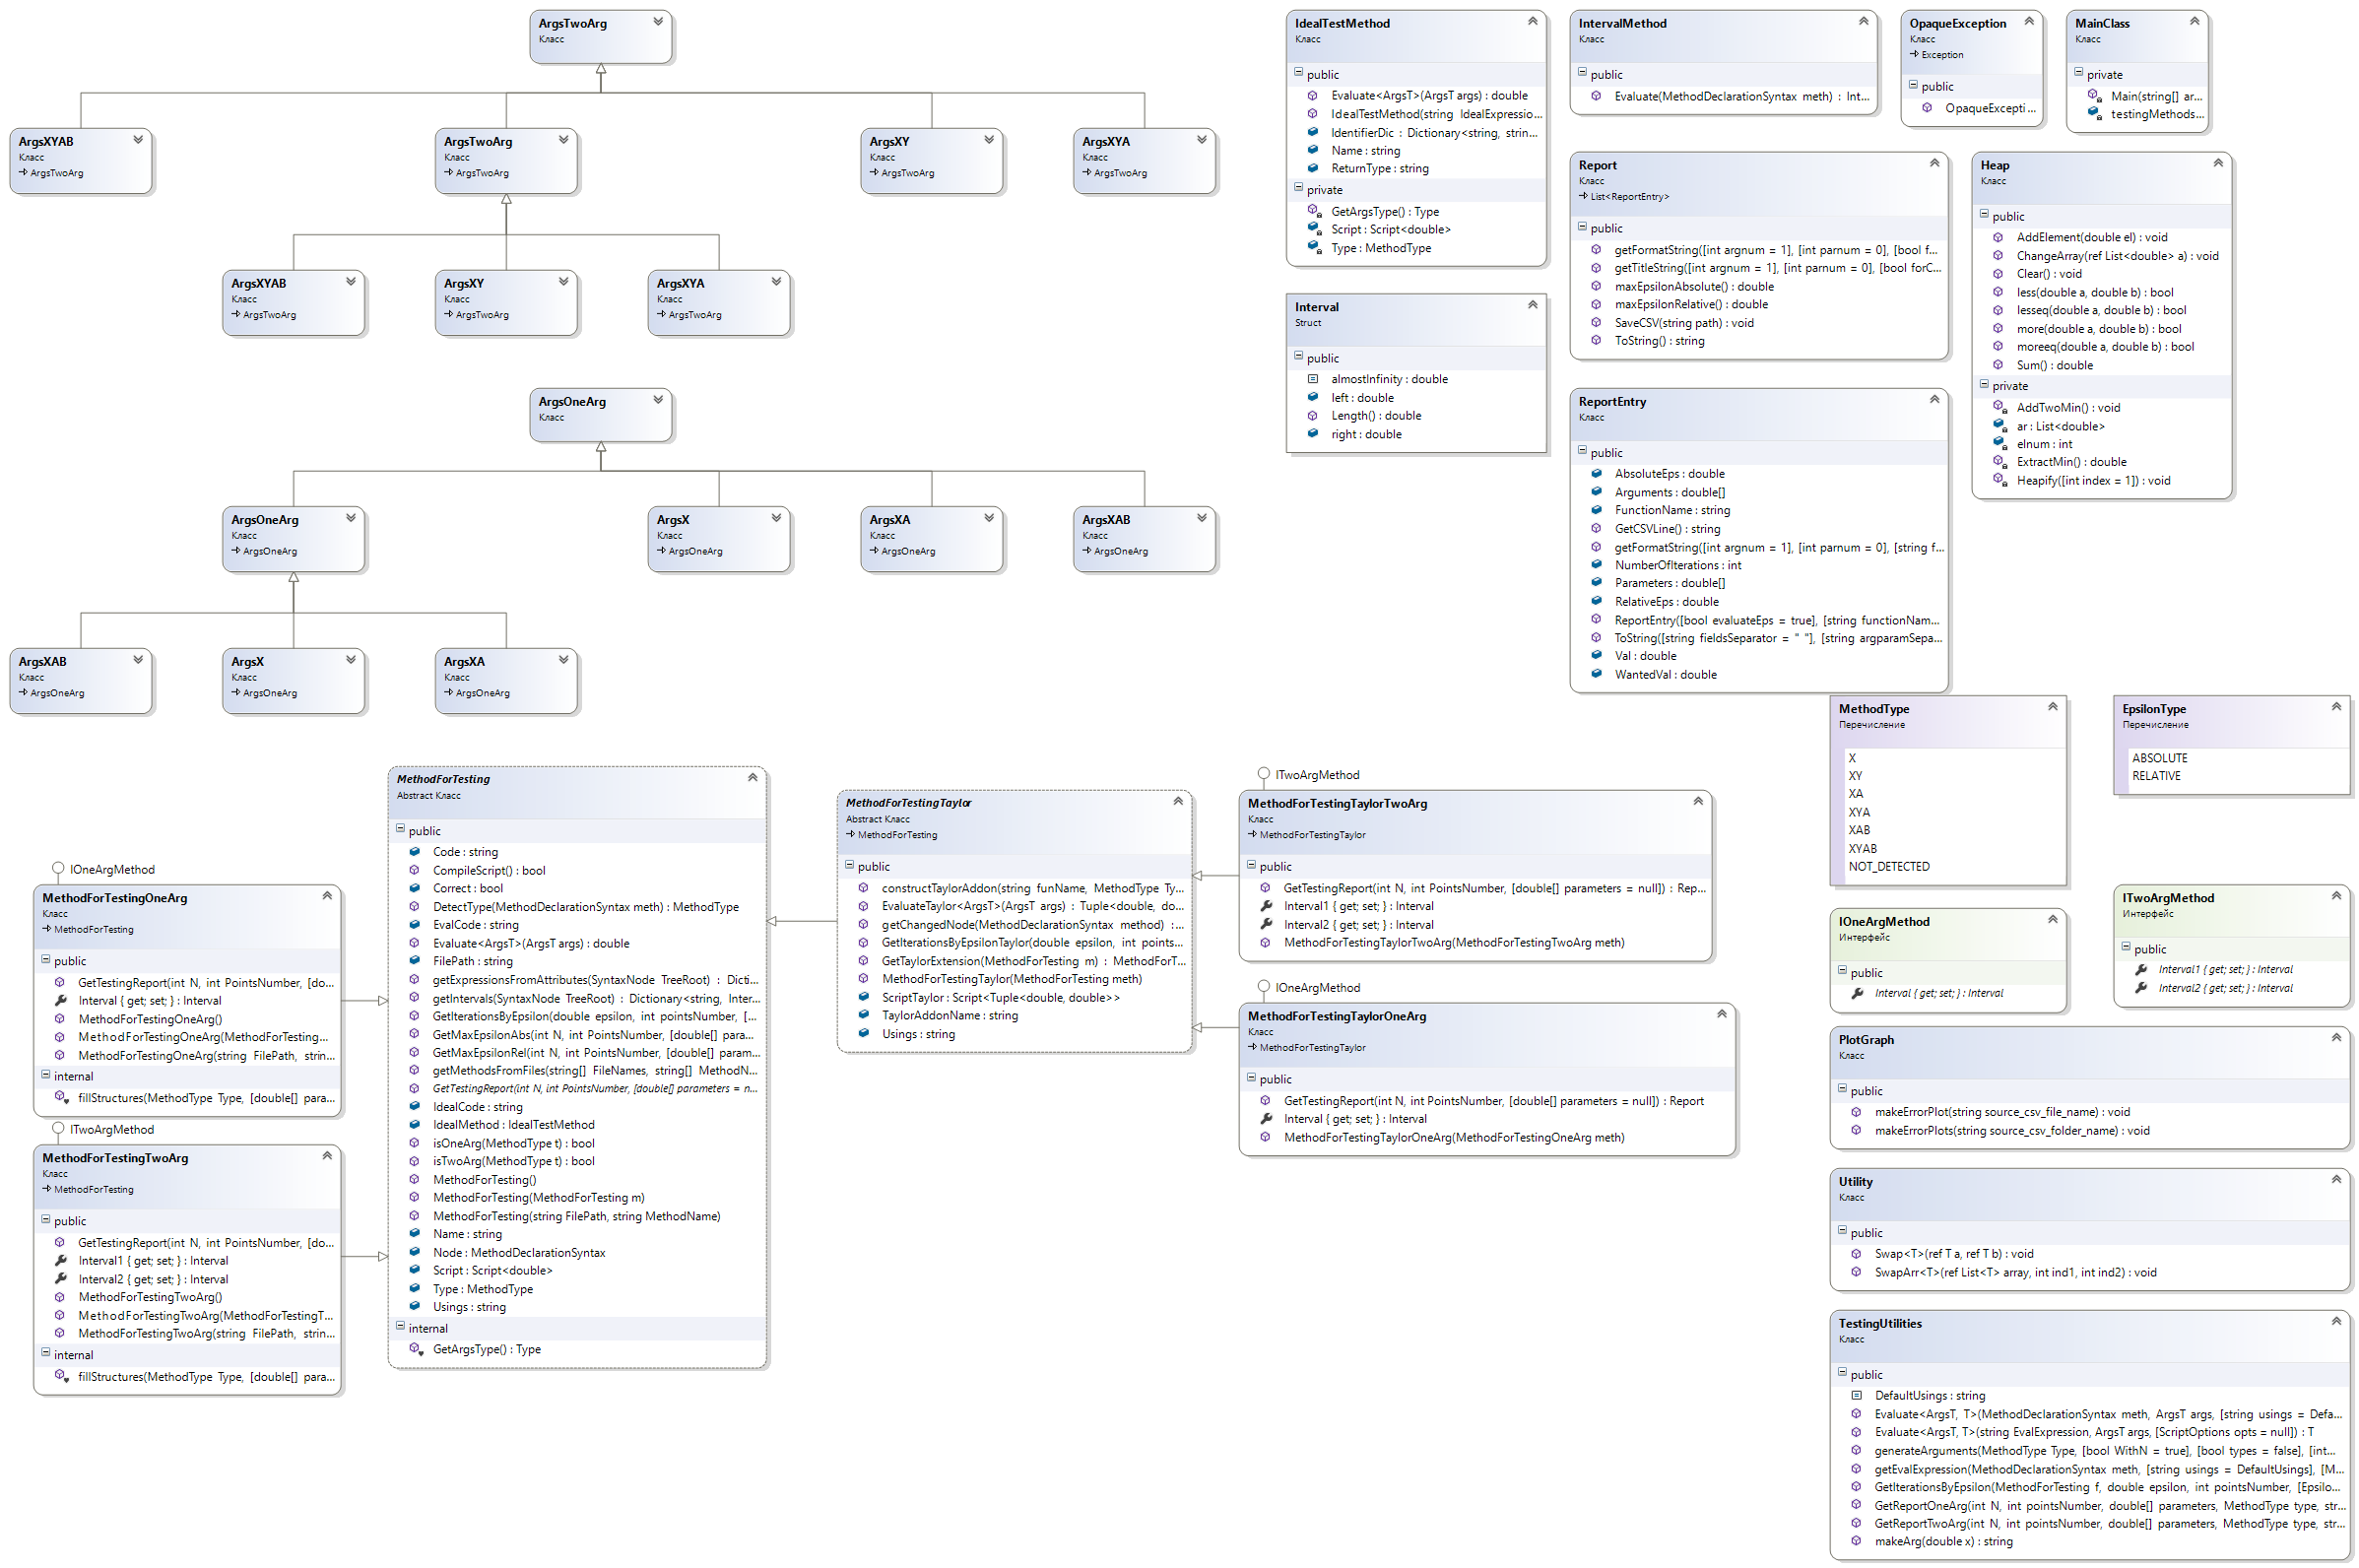 ArgsTwoArg
Класс
ArgsXYAB
Класс
ArgsTwoArg
ArgsTwoArg
Класс
ArgsTwoArg
ArgsXY
Класс
ArgsTwoArg
ArgsXYA
Класс
ArgsTwoArg
ArgsXYAB
Класс
ArgsTwoArg
ArgsXY
Класс
ArgsTwoArg
ArgsXYA
Класс
ArgsTwoArg
ArgsOneArg
Класс
ArgsOneArg
Класс
ArgsOneArg
ArgsX
Класс
ArgsOneArg
ArgsXA
Класс
ArgsOneArg
ArgsXAB
Класс
ArgsOneArg
ArgsXAB
Класс
ArgsOneArg
ArgsX
Класс
ArgsOneArg
ArgsXA
Класс
ArgsOneArg
IdealTestMethod
Класс
public
Evaluate<ArgsT>(ArgsT args) : double
IdealTestMethod(string IdealExpressio...
IdentifierDic : Dictionary<string, strin...
Name : string
ReturnType : string
private
GetArgsType() : Type
Script : Script<double>
Type : MethodType
Interval
Struct
public
almostInfinity : double
left : double
Length() : double
right : double
IntervalMethod
Класс
public
Evaluate(MethodDeclarationSyntax meth) : Int...
OpaqueException
Класс
Exception
public
OpaqueExcepti...
MainClass
Класс
private
Main(string[] ar...
testingMethods...
Report
Класс
List<ReportEntry>
public
getFormatString([int argnum = 1], [int parnum = 0], [bool f...
getTitleString([int argnum = 1], [int parnum = 0], [bool forC...
maxEpsilonAbsolute() : double
maxEpsilonRelative() : double
SaveCSV(string path) : void
ToString() : string
Heap
Класс
public
AddElement(double el) : void
ChangeArray(ref List<double> a) : void
Clear() : void
less(double a, double b) : bool
lesseq(double a, double b) : bool
more(double a, double b) : bool
moreeq(double a, double b) : bool
Sum() : double
private
AddTwoMin() : void
ar : List<double>
elnum : int
ExtractMin() : double
Heapify([int index = 1]) : void
ReportEntry
Класс
public
AbsoluteEps : double
Arguments : double[]
FunctionName : string
GetCSVLine() : string
getFormatString([int argnum = 1], [int parnum = 0], [string f...
NumberOfIterations : int
Parameters : double[]
RelativeEps : double
ReportEntry([bool evaluateEps = true], [string functionNam...
ToString([string fieldsSeparator = " "], [string argparamSepa...
Val : double
WantedVal : double
MethodType
Перечисление
X
XY
XA
XYA
XAB
XYAB
NOT_DETECTED
EpsilonType
Перечисление
ABSOLUTE
RELATIVE
IOneArgMethod
MethodForTestingOneArg
Класс
MethodForTesting
public
GetTestingReport(int N, int PointsNumber, [do...
Interval { get; set; } : Interval
MethodForTestingOneArg()
MethodForTestingOneArg(MethodForTesting...
MethodForTestingOneArg(string FilePath, strin...
internal
fillStructures(MethodType Type, [double[] para...
ITwoArgMethod
MethodForTestingTwoArg
Класс
MethodForTesting
public
GetTestingReport(int N, int PointsNumber, [do...
Interval1 { get; set; } : Interval
Interval2 { get; set; } : Interval
MethodForTestingTwoArg()
MethodForTestingTwoArg(MethodForTestingT...
MethodForTestingTwoArg(string FilePath, strin...
internal
fillStructures(MethodType Type, [double[] para...
MethodForTesting
Abstract Класс
public
Code : string
CompileScript() : bool
Correct : bool
DetectType(MethodDeclarationSyntax meth) : MethodType
EvalCode : string
Evaluate<ArgsT>(ArgsT args) : double
FilePath : string
getExpressionsFromAttributes(SyntaxNode TreeRoot) : Dicti...
getIntervals(SyntaxNode TreeRoot) : Dictionary<string, Inter...
GetIterationsByEpsilon(double epsilon, int pointsNumber, [...
GetMaxEpsilonAbs(int N, int PointsNumber, [double[] para...
GetMaxEpsilonRel(int N, int PointsNumber, [double[] param...
getMethodsFromFiles(string[] FileNames, string[] MethodN...
GetTestingReport(int N, int PointsNumber, [double[] parameters = n...
IdealCode : string
IdealMethod : IdealTestMethod
isOneArg(MethodType t) : bool
isTwoArg(MethodType t) : bool
MethodForTesting()
MethodForTesting(MethodForTesting m)
MethodForTesting(string FilePath, string MethodName)
Name : string
Node : MethodDeclarationSyntax
Script : Script<double>
Type : MethodType
Usings : string
internal
GetArgsType() : Type
MethodForTestingTaylor
Abstract Класс
MethodForTesting
public
constructTaylorAddon(string funName, MethodType Ty...
EvaluateTaylor<ArgsT>(ArgsT args) : Tuple<double, do...
getChangedNode(MethodDeclarationSyntax method) : ...
GetIterationsByEpsilonTaylor(double epsilon, int points...
GetTaylorExtension(MethodForTesting m) : MethodForT...
MethodForTestingTaylor(MethodForTesting meth)
ScriptTaylor : Script<Tuple<double, double>>
TaylorAddonName : string
Usings : string
ITwoArgMethod
MethodForTestingTaylorTwoArg
Класс
MethodForTestingTaylor
public
GetTestingReport(int N, int PointsNumber, [double[] parameters = null]) : Rep...
Interval1 { get; set; } : Interval
Interval2 { get; set; } : Interval
MethodForTestingTaylorTwoArg(MethodForTestingTwoArg meth)
IOneArgMethod
MethodForTestingTaylorOneArg
Класс
MethodForTestingTaylor
public
GetTestingReport(int N, int PointsNumber, [double[] parameters = null]) : Report
Interval { get; set; } : Interval
MethodForTestingTaylorOneArg(MethodForTestingOneArg meth)
IOneArgMethod
Интерфейс
public
Interval { get; set; } : Interval
ITwoArgMethod
Интерфейс
public
Interval1 { get; set; } : Interval
Interval2 { get; set; } : Interval
PlotGraph
Класс
public
makeErrorPlot(string source_csv_file_name) : void
makeErrorPlots(string source_csv_folder_name) : void
Utility
Класс
public
Swap<T>(ref T a, ref T b) : void
SwapArr<T>(ref List<T> array, int ind1, int ind2) : void
TestingUtilities
Класс
public
DefaultUsings : string
Evaluate<ArgsT, T>(MethodDeclarationSyntax meth, ArgsT args, [string usings = Defa...
Evaluate<ArgsT, T>(string EvalExpression, ArgsT args, [ScriptOptions opts = null]) : T
generateArguments(MethodType Type, [bool WithN = true], [bool types = false], [int...
getEvalExpression(MethodDeclarationSyntax meth, [string usings = DefaultUsings], [M...
GetIterationsByEpsilon(MethodForTesting f, double epsilon, int pointsNumber, [Epsilo...
GetReportOneArg(int N, int pointsNumber, double[] parameters, MethodType type, str...
GetReportTwoArg(int N, int pointsNumber, double[] parameters, MethodType type, str...
makeArg(double x) : string